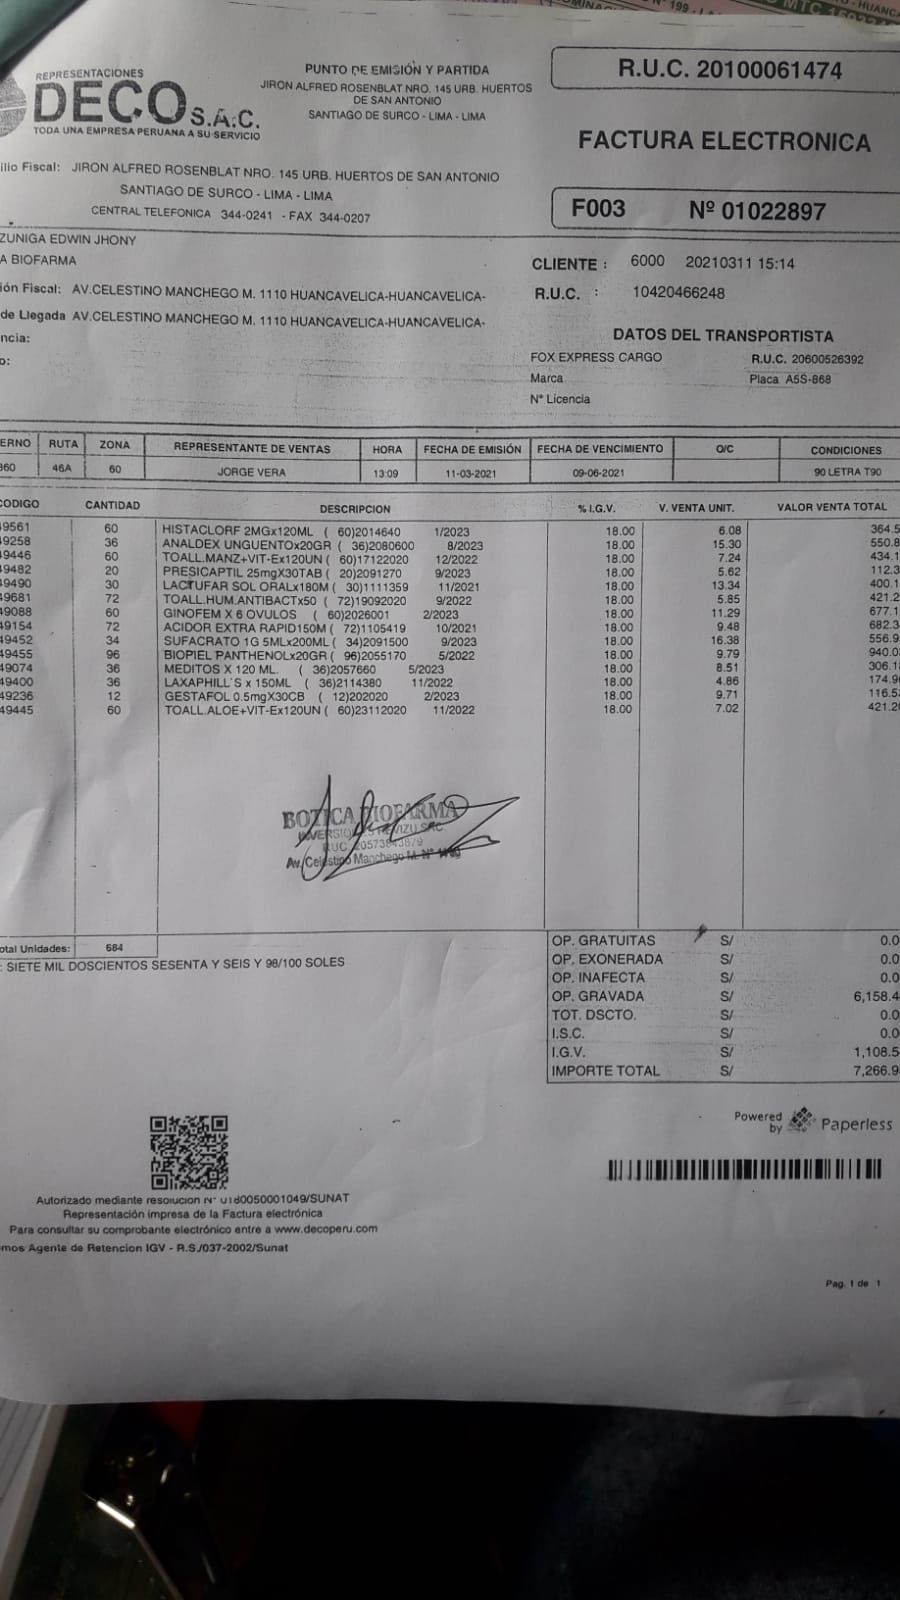 REPRESENTACIONES
DECO S.A.C.
TODA UNA EMPRESA PERUANA A SU SERVICIO
PUNTO DE EMISIÓN Y PARTIDA
JIRON ALFRED ROSENBLAT NRO. 145 URB. HUERTOS
DE SAN ANTONIO
SANTIAGO DE SURCO - LIMA - LIMA
R.U.C. 20100061474
FACTURA ELECTRONICA
F003 Nº 01022897
ilio Fiscal: JIRON ALFRED ROSENBLAT NRO. 145 URB. HUERTOS DE SAN ANTONIO
SANTIAGO DE SURCO - LIMA - LIMA
CENTRAL TELEFONICA 344-0241 - FAX 344-0207
ZUNIGA EDWIN JHONY
A BIOFARMA
ión Fiscal: AV.CELESTINO MANCHEGO M. 1110 HUANCAVELICA-HUANCAVELICA-
de Llegada AV.CELESTINO MANCHEGO M. 1110 HUANCAVELICA-HUANCAVELICA-
ncia:
o:
CLIENTE : 6000 20210311 15:14
R.U.C. : 10420466248
DATOS DEL TRANSPORTISTA
FOX EXPRESS CARGO R.U.C. 20600526392
Marca Placa A5S-868
Nº Licencia
ERNO RUTA ZONA REPRESENTANTE DE VENTAS HORA FECHA DE EMISIÓN FECHA DE VENCIMIENTO O/C CONDICIONES
360 46A 60 JORGE VERA 13:09 11-03-2021 09-06-2021 90 LETRA T90
CODIGO CANTIDAD DESCRIPCION % I.G.V. V. VENTA UNIT. VALOR VENTA TOTAL
49561 60 HISTACLORF 2MGx120ML ( 60)2014640 1/2023 18.00 6.08 364.5
49258 36 ANALDEX UNGUENTOx20GR ( 36)2080600 8/2023 18.00 15.30 550.8
49446 60 TOALL.MANZ+VIT-Ex120UN ( 60)17122020 12/2022 18.00 7.24 434.1
49482 20 PRESICAPTIL 25mgX30TAB ( 20)2091270 9/2023 18.00 5.62 112.3
49490 30 LACTUFAR SOL ORALx180M ( 30)1111359 11/2021 18.00 13.34 400.1
49681 72 TOALL.HUM.ANTIBACTx50 ( 72)19092020 9/2022 18.00 5.85 421.2
49088 60 GINOFEM X 6 OVULOS ( 60)2026001 2/2023 18.00 11.29 677.1
49154 72 ACIDOR EXTRA RAPID150M ( 72)1105419 10/2021 18.00 9.48 682.3
49452 34 SUFACRATO 1G 5MLx200ML ( 34)2091500 9/2023 18.00 16.38 556.9
49455 96 BIOPIEL PANTHENOLx20GR ( 96)2055170 5/2022 18.00 9.79 940.0
49074 36 MEDITOS X 120 ML. ( 36)2057660 5/2023 18.00 8.51 306.1
49400 36 LAXAPHILL'S x 150ML ( 36)2114380 11/2022 18.00 4.86 174.9
49236 12 GESTAFOL 0.5mgX30CB ( 12)202020 2/2023 18.00 9.71 116.5
49445 60 TOALL.ALOE+VIT-Ex120UN ( 60)23112020 11/2022 18.00 7.02 421.2
BOTICA BIOFARMA
Av. Celestino Manchego M. Nº
otal Unidades: 684
: SIETE MIL DOSCIENTOS SESENTA Y SEIS Y 98/100 SOLES
OP. GRATUITAS S/ 0.0
OP. EXONERADA S/ 0.0
OP. INAFECTA S/ 0.0
OP. GRAVADA S/ 6,158.4
TOT. DSCTO. S/ 0.0
I.S.C. S/ 0.0
I.G.V. S/ 1,108.5
IMPORTE TOTAL S/ 7,266.9
Powered by Paperless
Autorizado mediante resolucion Nº 0180050001049/SUNAT
Representación impresa de la Factura electrónica
Para consultar su comprobante electrónico entre a www.decoperu.com
mos Agente de Retencion IGV - R.S./037-2002/Sunat
Pag. 1 de 1